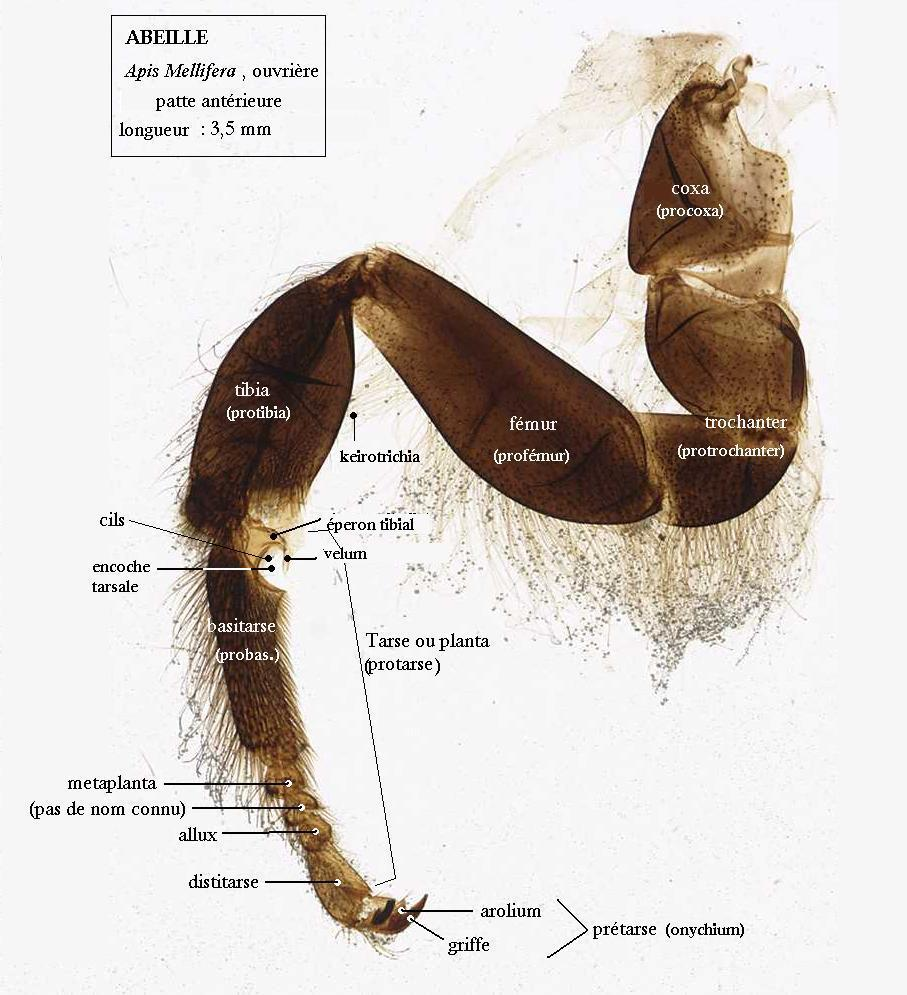 ABEILLE
Apis Mellifera , ouvrière
patte antérieure
longueur : 3,5 mm
coxa
(procoxa)
tibia
(protibia)
fémur
(profémur)
trochanter
(protrochanter)
keirotrichia
cils
éperon tibial
velum
encoche
tarsale
basitarse
(probas.)
Tarse ou planta
(protarse)
metaplanta
(pas de nom connu)
allux
distitarse
arolium
griffe
prétarse (onychium)